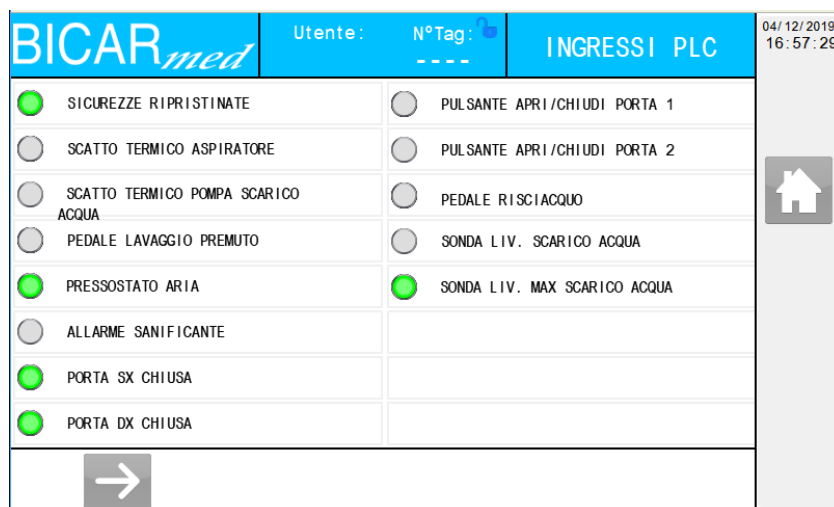 BICARmed
Utente:
N°Tag:
----
INGRESSI PLC
04/12/2019
16:57:29
SICUREZZE RIPRISTINATE
PULSANTE APRI/CHIUDI PORTA 1
SCATTO TERMICO ASPIRATORE
PULSANTE APRI/CHIUDI PORTA 2
SCATTO TERMICO POMPA SCARICO
ACQUA
PEDALE RISCIACQUO
PEDALE LAVAGGIO PREMUTO
SONDA LIV. SCARICO ACQUA
PRESSOSTATO ARIA
SONDA LIV. MAX SCARICO ACQUA
ALLARME SANIFICANTE
PORTA SX CHIUSA
PORTA DX CHIUSA